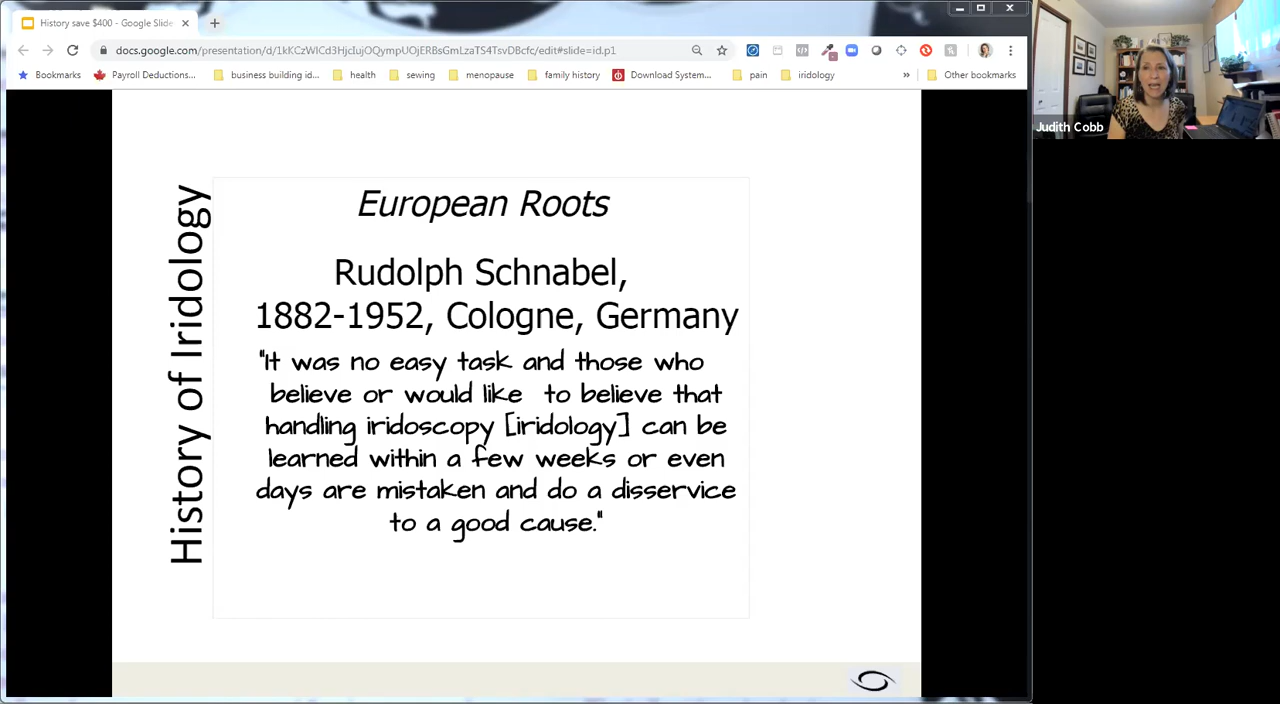 History save $400 - Google Slide
docs.google.com/presentation/d/1kKCzWlCd3HjcIujOQympUOjERBsGmLzaTS4TsvDBcfc/edit#slide=id.p1
Bookmarks
Payroll Deductions...
business building id...
health
sewing
menopause
family history
Download System...
pain
iridology
»
Other bookmarks
Judith Cobb
History of Iridology
European Roots
Rudolph Schnabel,
1882-1952, Cologne, Germany
"It was no easy task and those who
believe or would like to believe that
handling iridoscopy [iridology] can be
learned within a few weeks or even
days are mistaken and do a disservice
to a good cause."